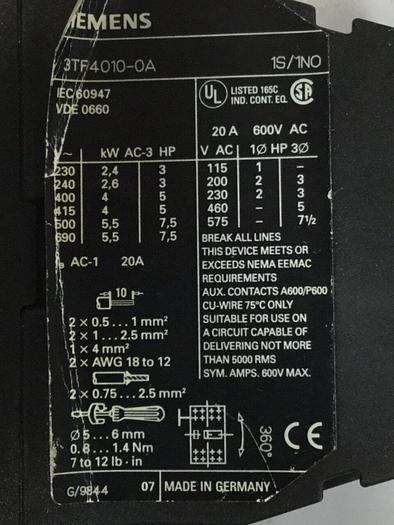 SIEMENS
3TF4010-0A 1S/1NO
IEC 60947
VDE 0660
UL LISTED 165C
IND. CONT. EQ. SA
20 A 600V AC
~ kW AC-3 HP
230 2,4 3
240 2,6 3
400 4 5
415 4 5
500 5,5 7,5
690 5,5 7,5
AC-1 20A
V AC 1Ø HP 3Ø
115 1 –
200 2 3
230 2 3
460 – 5
575 – 7½
BREAK ALL LINES
THIS DEVICE MEETS OR
EXCEEDS NEMA EEMAC
REQUIREMENTS
AUX. CONTACTS A600/P600
CU-WIRE 75°C ONLY
SUITABLE FOR USE ON
A CIRCUIT CAPABLE OF
DELIVERING NOT MORE
THAN 5000 RMS
SYM. AMPS. 600V MAX.
10
2 × 0.5...1 mm²
2 × 1...2.5 mm²
1 × 4 mm²
2 × AWG 18 to 12
2 × 0.75...2.5 mm²
Ø 5...6 mm
0.8...1.4 Nm
7 to 12 lb·in
360°
CE
G/9844 07 MADE IN GERMANY